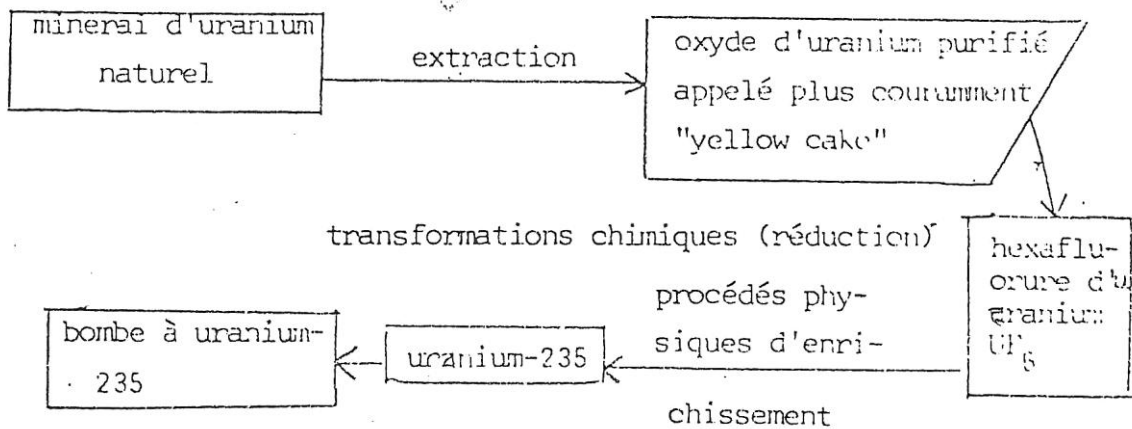 minerai d'uranium
naturel
extraction
oxyde d'uranium purifié
appelé plus couramment
"yellow cake"
transformations chimiques (réduction)
hexaflu-
orure d'u
ranium
UF6
procédés phy-
siques d'enri-
chissement
uranium-235
bombe à uranium-
235